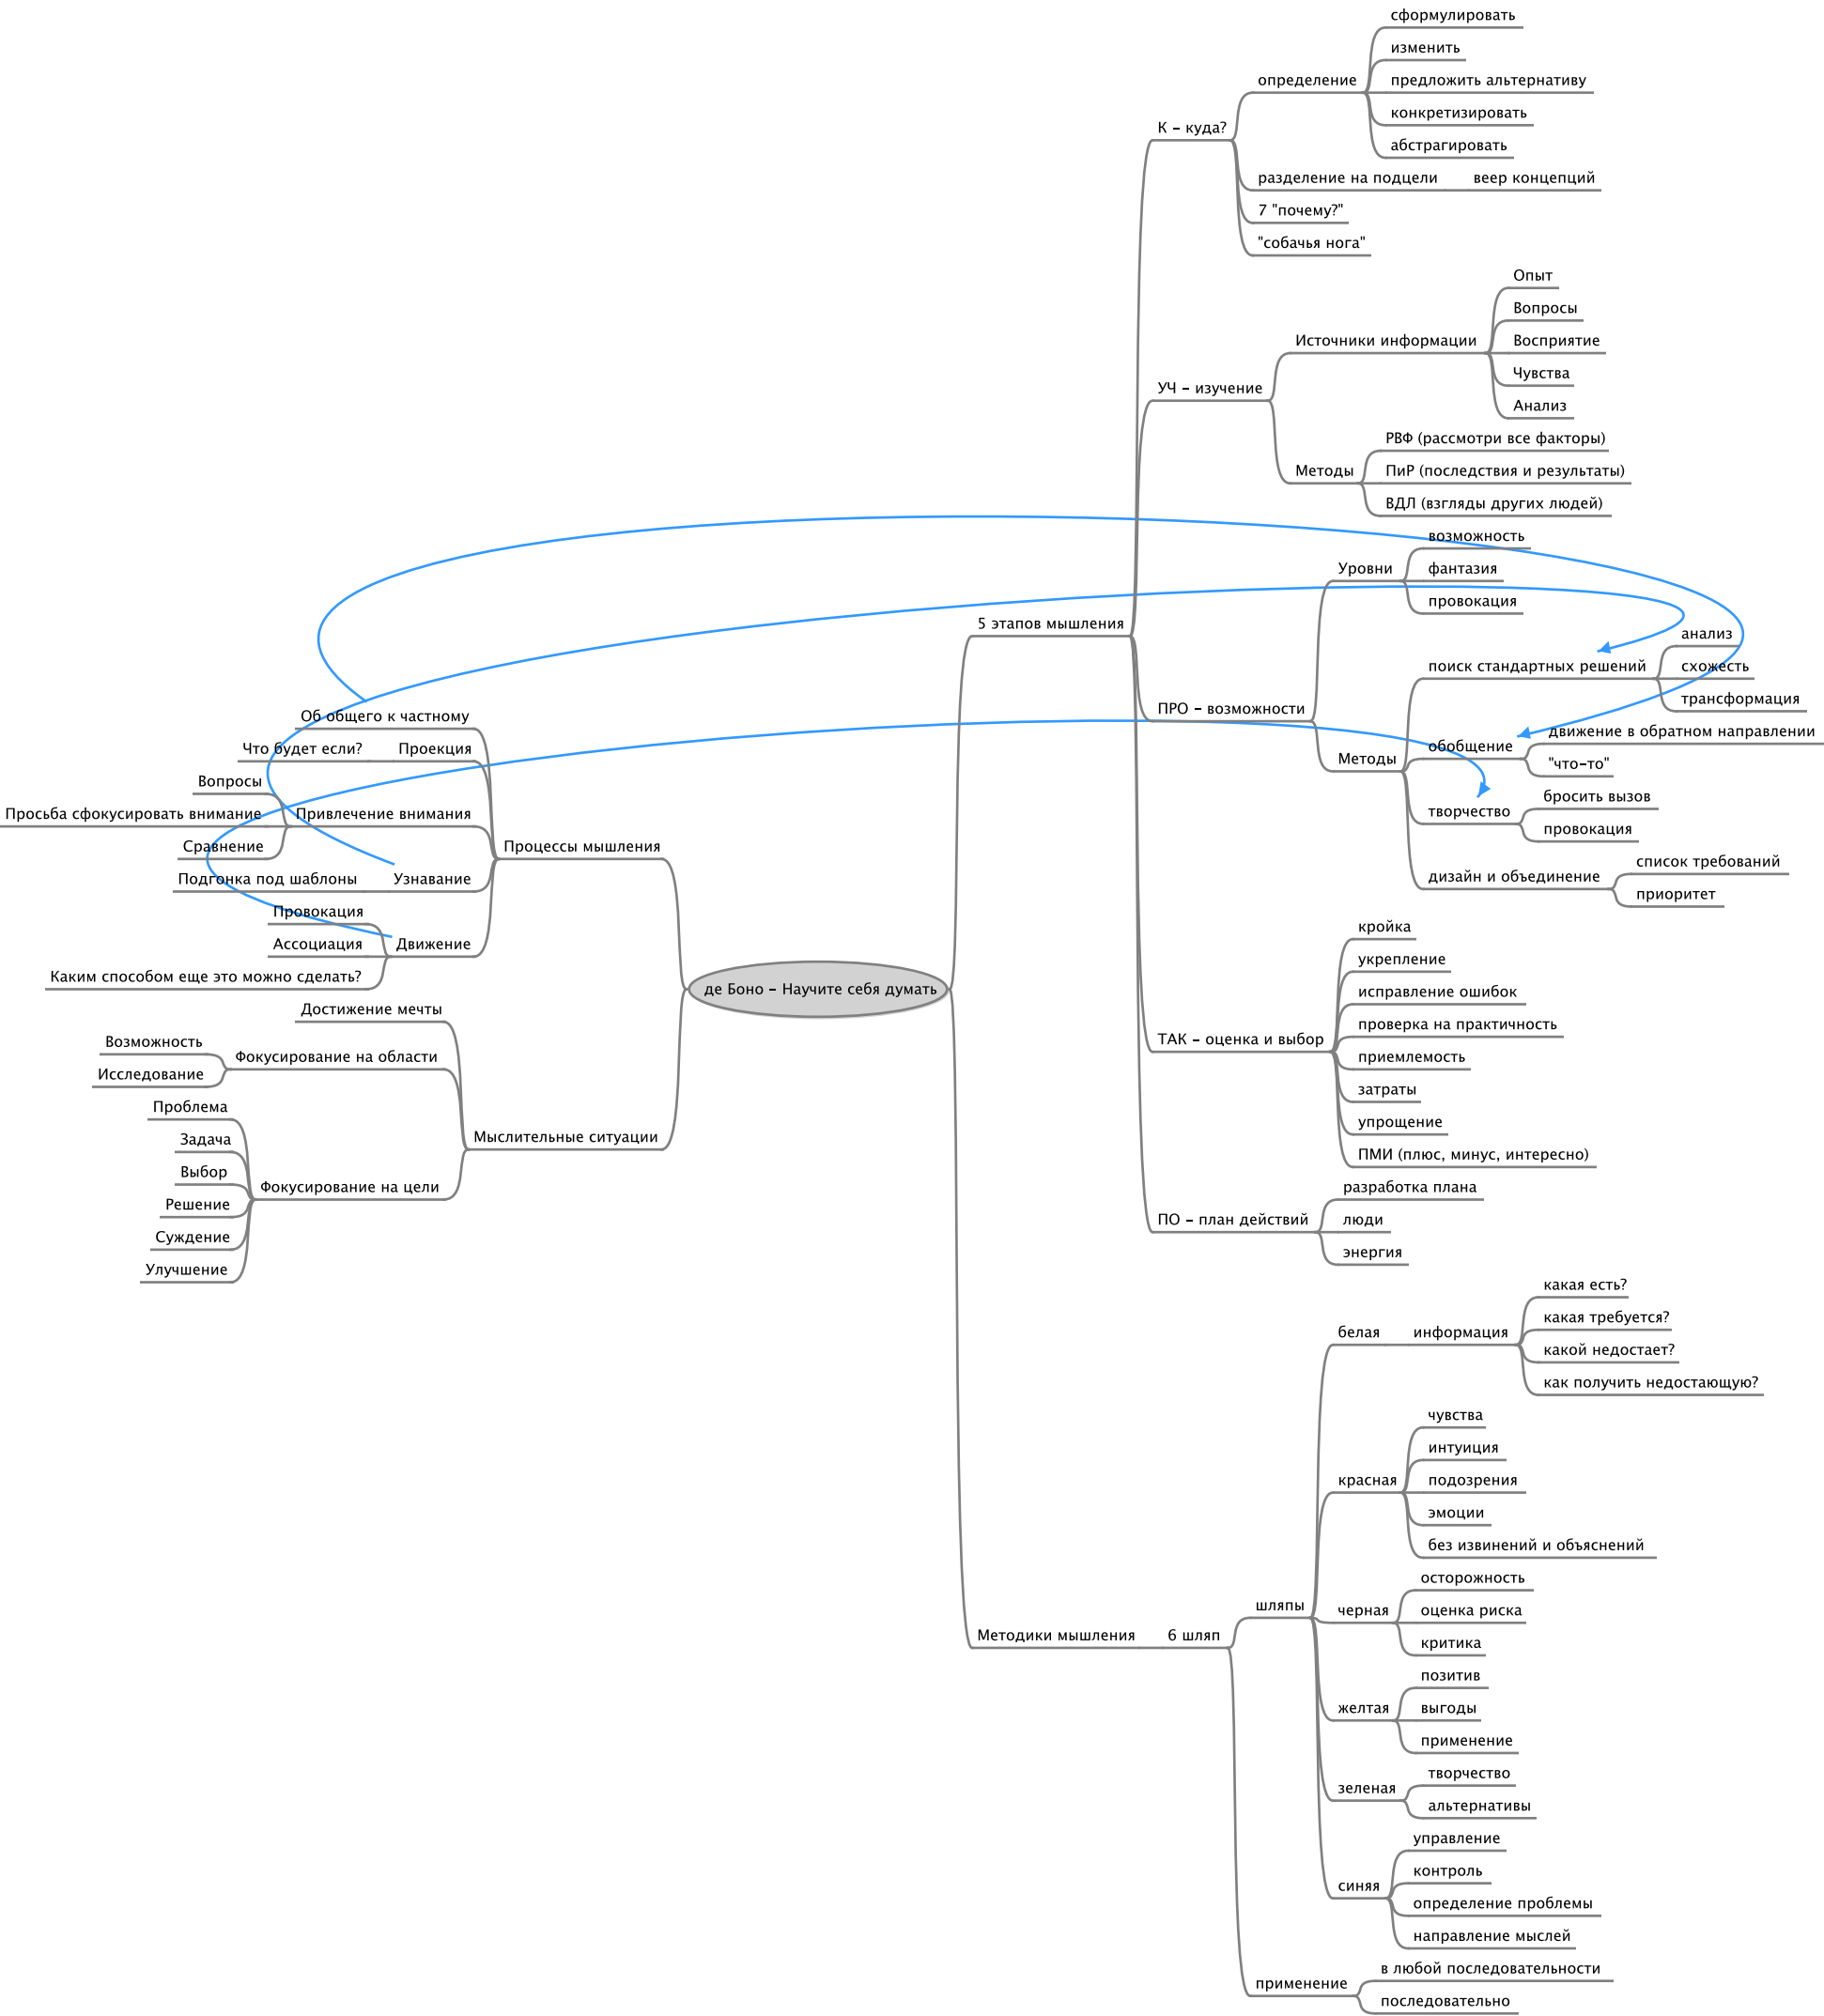 де Боно – Научите себя думать
5 этапов мышления
К – куда?
определение
сформулировать
изменить
предложить альтернативу
конкретизировать
абстрагировать
разделение на подцели
веер концепций
7 "почему?"
"собачья нога"
УЧ – изучение
Источники информации
Опыт
Вопросы
Восприятие
Чувства
Анализ
Методы
РВФ (рассмотри все факторы)
ПиР (последствия и результаты)
ВДЛ (взгляды других людей)
ПРО – возможности
Уровни
возможность
фантазия
провокация
Методы
поиск стандартных решений
анализ
схожесть
трансформация
обобщение
движение в обратном направлении
"что-то"
творчество
бросить вызов
провокация
дизайн и объединение
список требований
приоритет
ТАК – оценка и выбор
кройка
укрепление
исправление ошибок
проверка на практичность
приемлемость
затраты
упрощение
ПМИ (плюс, минус, интересно)
ПО – план действий
разработка плана
люди
энергия
Методики мышления
6 шляп
шляпы
белая
информация
какая есть?
какая требуется?
какой недостает?
как получить недостающую?
красная
чувства
интуиция
подозрения
эмоции
без извинений и объяснений
черная
осторожность
оценка риска
критика
желтая
позитив
выгоды
применение
зеленая
творчество
альтернативы
синяя
управление
контроль
определение проблемы
направление мыслей
применение
в любой последовательности
последовательно
Процессы мышления
Об общего к частному
Проекция
Что будет если?
Привлечение внимания
Вопросы
Просьба сфокусировать внимание
Сравнение
Узнавание
Подгонка под шаблоны
Движение
Провокация
Ассоциация
Каким способом еще это можно сделать?
Мыслительные ситуации
Достижение мечты
Фокусирование на области
Возможность
Исследование
Фокусирование на цели
Проблема
Задача
Выбор
Решение
Суждение
Улучшение